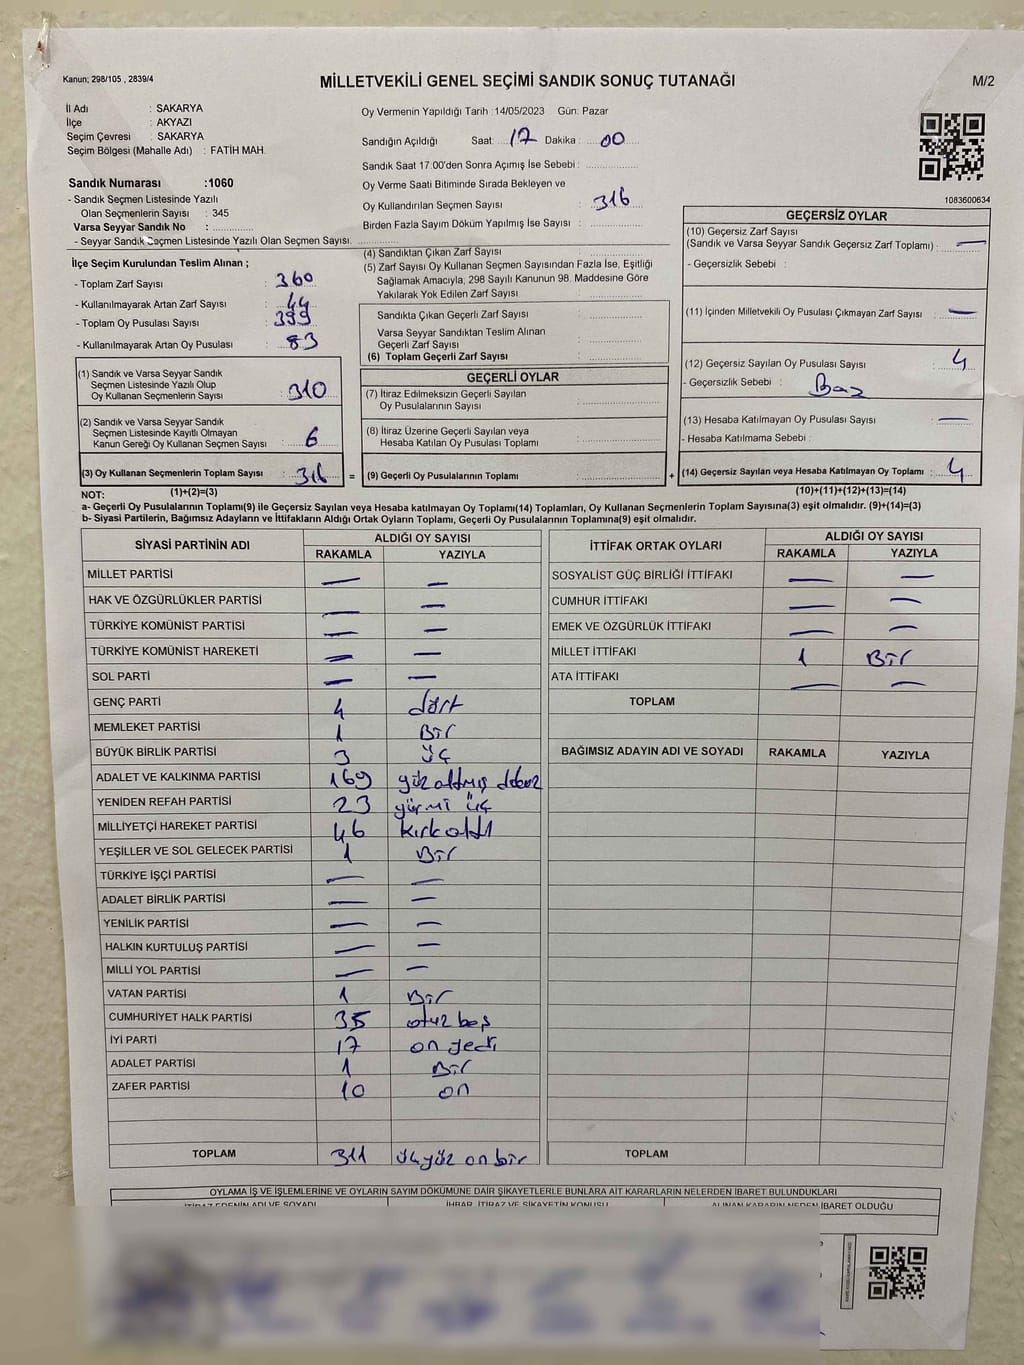 Kanun; 298/105 , 2839/4
MİLLETVEKİLİ GENEL SEÇİMİ SANDIK SONUÇ TUTANAĞI
M/2
İl Adı : SAKARYA
İlçe : AKYAZI
Seçim Çevresi : SAKARYA
Seçim Bölgesi (Mahalle Adı) : FATİH MAH.
Sandık Numarası :1060
- Sandık Seçmen Listesinde Yazılı
Olan Seçmenlerin Sayısı : 345
Varsa Seyyar Sandık No :
- Seyyar Sandık Seçmen Listesinde Yazılı Olan Seçmen Sayısı:
Oy Vermenin Yapıldığı Tarih :14/05/2023 Gün: Pazar
Sandığın Açıldığı Saat: 17 Dakika : 00
Sandık Saat 17:00'den Sonra Açımış İse Sebebi :
Oy Verme Saati Bitiminde Sırada Bekleyen ve
Oy Kullandırılan Seçmen Sayısı : 316
Birden Fazla Sayım Döküm Yapılmış İse Sayısı :
1083600634
İlçe Seçim Kurulundan Teslim Alınan ;
- Toplam Zarf Sayısı : 360
- Kullanılmayarak Artan Zarf Sayısı : 44
- Toplam Oy Pusulası Sayısı : 399
- Kullanılmayarak Artan Oy Pusulası : 83
(1) Sandık ve Varsa Seyyar Sandık
Seçmen Listesinde Yazılı Olup
Oy Kullanan Seçmenlerin Sayısı : 310
(2) Sandık ve Varsa Seyyar Sandık
Seçmen Listesinde Kayıtlı Olmayan
Kanun Gereği Oy Kullanan Seçmen Sayısı : 6
(3) Oy Kullanan Seçmenlerin Toplam Sayısı : 316
(1)+(2)=(3)
(4) Sandıktan Çıkan Zarf Sayısı :
(5) Zarf Sayısı Oy Kullanan Seçmen Sayısından Fazla İse, Eşitliği
Sağlamak Amacıyla, 298 Sayılı Kanunun 98. Maddesine Göre
Yakılarak Yok Edilen Zarf Sayısı :
Sandıkta Çıkan Geçerli Zarf Sayısı :
Varsa Seyyar Sandıktan Teslim Alınan
Geçerli Zarf Sayısı :
(6) Toplam Geçerli Zarf Sayısı :
GEÇERLİ OYLAR
(7) İtiraz Edilmeksizin Geçerli Sayılan
Oy Pusulalarının Sayısı :
(8) İtiraz Üzerine Geçerli Sayılan veya
Hesaba Katılan Oy Pusulası Toplamı :
= (9) Geçerli Oy Pusulalarının Toplamı : +
GEÇERSİZ OYLAR
(10) Geçersiz Zarf Sayısı
(Sandık ve Varsa Seyyar Sandık Geçersiz Zarf Toplamı) : —
- Geçersizlik Sebebi :
(11) İçinden Milletvekili Oy Pusulası Çıkmayan Zarf Sayısı : —
(12) Geçersiz Sayılan Oy Pusulası Sayısı : 4
- Geçersizlik Sebebi :
(13) Hesaba Katılmayan Oy Pusulası Sayısı : —
- Hesaba Katılmama Sebebi :
(14) Geçersiz Sayılan veya Hesaba Katılmayan Oy Toplamı : 4
(10)+(11)+(12)+(13)=(14)
NOT:
a- Geçerli Oy Pusulasının Toplamı(9) ile Geçersiz Sayılan veya Hesaba katılmayan Oy Toplamı(14) Toplamları, Oy Kullanan Seçmenlerin Toplam Sayısına(3) eşit olmalıdır. (9)+(14)=(3)
b- Siyasi Partilerin, Bağımsız Adayların ve İttifakların Aldığı Ortak Oyların Toplamı, Geçerli Oy Pusulalarının Toplamına(9) eşit olmalıdır.
SİYASİ PARTİNİN ADI ALDIĞI OY SAYISI
RAKAMLA YAZIYLA
MİLLET PARTİSİ — —
HAK VE ÖZGÜRLÜKLER PARTİSİ — —
TÜRKİYE KOMÜNİST PARTİSİ — —
TÜRKİYE KOMÜNİST HAREKETİ — —
SOL PARTİ — —
GENÇ PARTİ 4 dört
MEMLEKET PARTİSİ 1 Bir
BÜYÜK BİRLİK PARTİSİ 3 üç
ADALET VE KALKINMA PARTİSİ 169 yüz altmış dokuz
YENİDEN REFAH PARTİSİ 23 yirmi üç
MİLLİYETÇİ HAREKET PARTİSİ 46 kırk altı
YEŞİLLER VE SOL GELECEK PARTİSİ 1 Bir
TÜRKİYE İŞÇİ PARTİSİ — —
ADALET BİRLİK PARTİSİ — —
YENİLİK PARTİSİ — —
HALKIN KURTULUŞ PARTİSİ — —
MİLLİ YOL PARTİSİ — —
VATAN PARTİSİ 1 Bir
CUMHURİYET HALK PARTİSİ 35 otuz beş
İYİ PARTİ 17 on yedi
ADALET PARTİSİ 1 Bir
ZAFER PARTİSİ 10 on
TOPLAM 311 üç yüz on bir
İTTİFAK ORTAK OYLARI ALDIĞI OY SAYISI
RAKAMLA YAZIYLA
SOSYALİST GÜÇ BİRLİĞİ İTTİFAKI — —
CUMHUR İTTİFAKI — —
EMEK VE ÖZGÜRLÜK İTTİFAKI — —
MİLLET İTTİFAKI 1 Bir
ATA İTTİFAKI — —
TOPLAM
BAĞIMSIZ ADAYIN ADI VE SOYADI RAKAMLA YAZIYLA
TOPLAM
OYLAMA İŞ VE İŞLEMLERİNE VE OYLARIN SAYIM DÖKÜMÜNE DAİR ŞİKAYETLERLE BUNLARA AİT KARARLARIN NELERDEN İBARET BULUNDUKLARI
İTİRAZ EDENİN ADI VE SOYADI İHBAR, İTİRAZ VE ŞİKAYETİN KONUSU ALINAN KARARIN NEDEN İBARET OLDUĞU